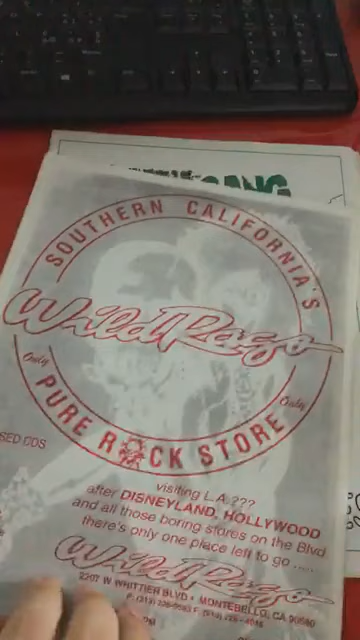 GANG
SOUTHERN CALIFORNIA'S
Wild Rags
Only
Only
PURE ROCK STORE
SED CDS
visiting L.A.???
after DISNEYLAND, HOLLYWOOD
and all those boring stores on the Blvd
there's only one place left to go .....
Wild Rags
2207 W WHITTIER BLVD • MONTEBELLO, CA 90640